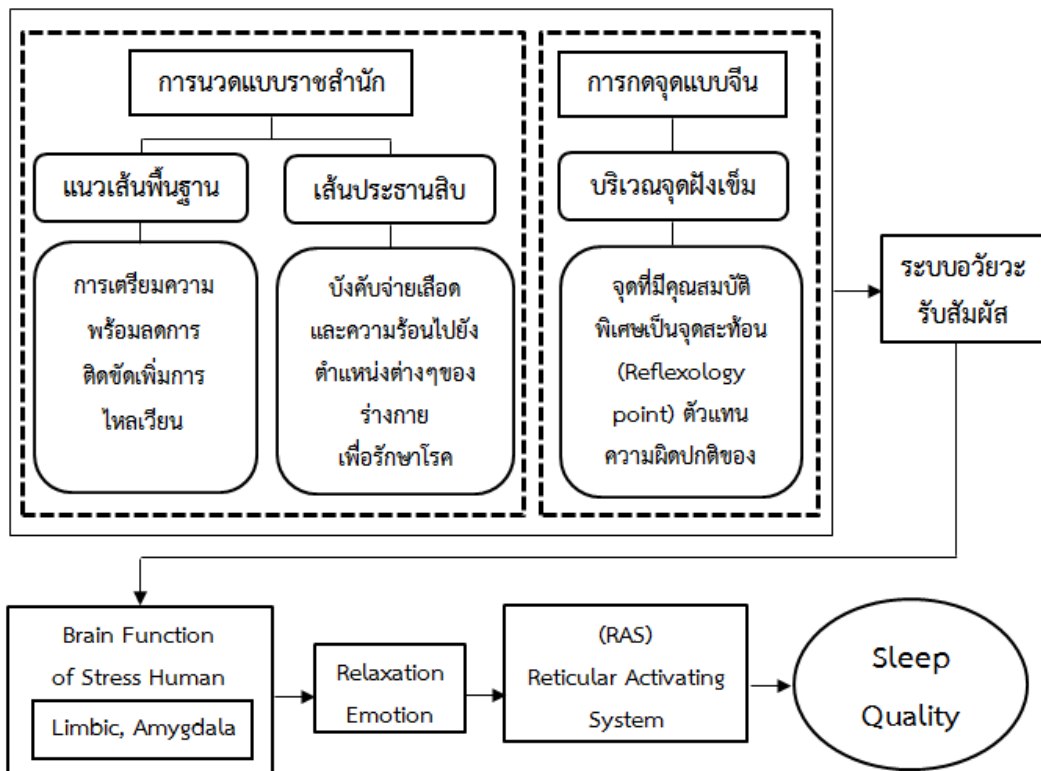 การนวดแบบราชสำนัก
การกดจุดแบบจีน
แนวเส้นพื้นฐาน
เส้นประธานสิบ
บริเวณจุดฝังเข็ม
การเตรียมความ
พร้อมลดการ
ติดขัดเพิ่มการ
ไหลเวียน
บังคับจ่ายเลือด
และความร้อนไปยัง
ตำแหน่งต่างๆของ
ร่างกาย
เพื่อรักษาโรค
จุดที่มีคุณสมบัติ
พิเศษเป็นจุดสะท้อน
(Reflexology
point) ตัวแทน
ความผิดปกติของ
ระบบอวัยวะ
รับสัมผัส
Brain Function
of Stress Human
Limbic, Amygdala
Relaxation
Emotion
(RAS)
Reticular Activating
System
Sleep
Quality